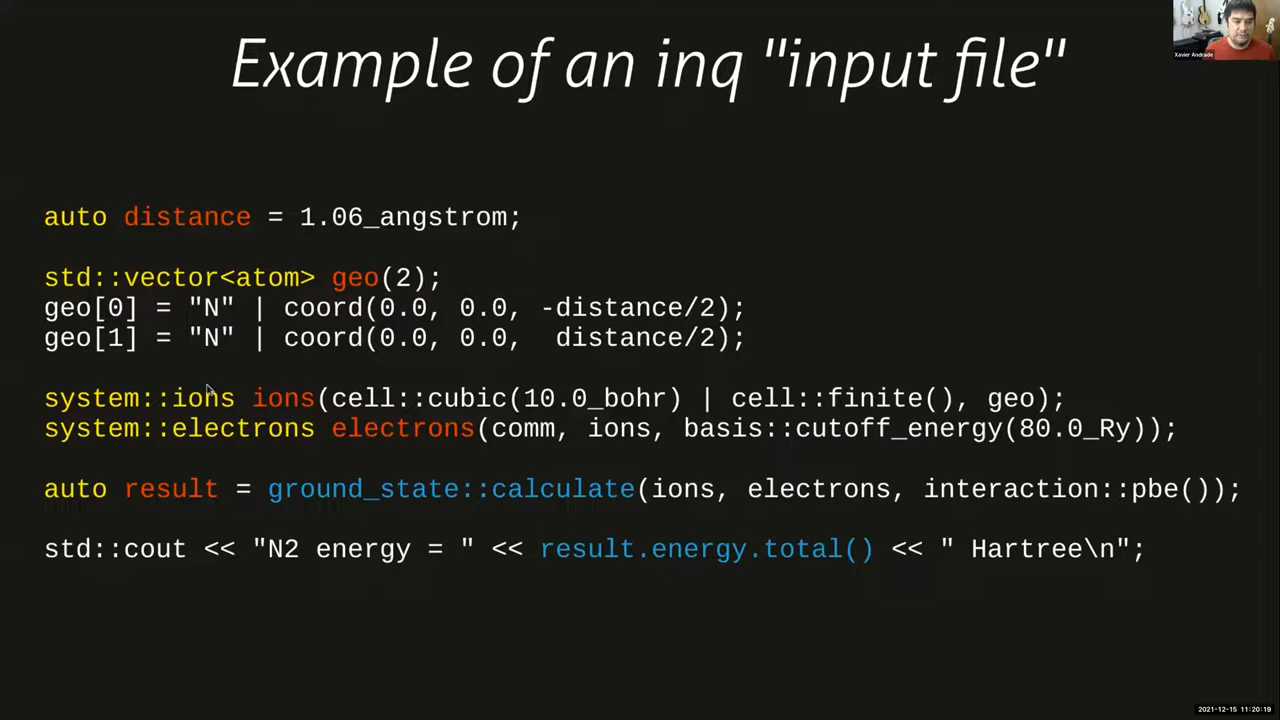 Xavier Andrade
Example of an inq "input file"
auto distance = 1.06_angstrom;
std::vector<atom> geo(2);
geo[0] = "N" | coord(0.0, 0.0, -distance/2);
geo[1] = "N" | coord(0.0, 0.0,  distance/2);
system::ions ions(cell::cubic(10.0_bohr) | cell::finite(), geo);
system::electrons electrons(comm, ions, basis::cutoff_energy(80.0_Ry));
auto result = ground_state::calculate(ions, electrons, interaction::pbe());
std::cout << "N2 energy = " << result.energy.total() << " Hartree\n";
2021-12-15 11:20:19